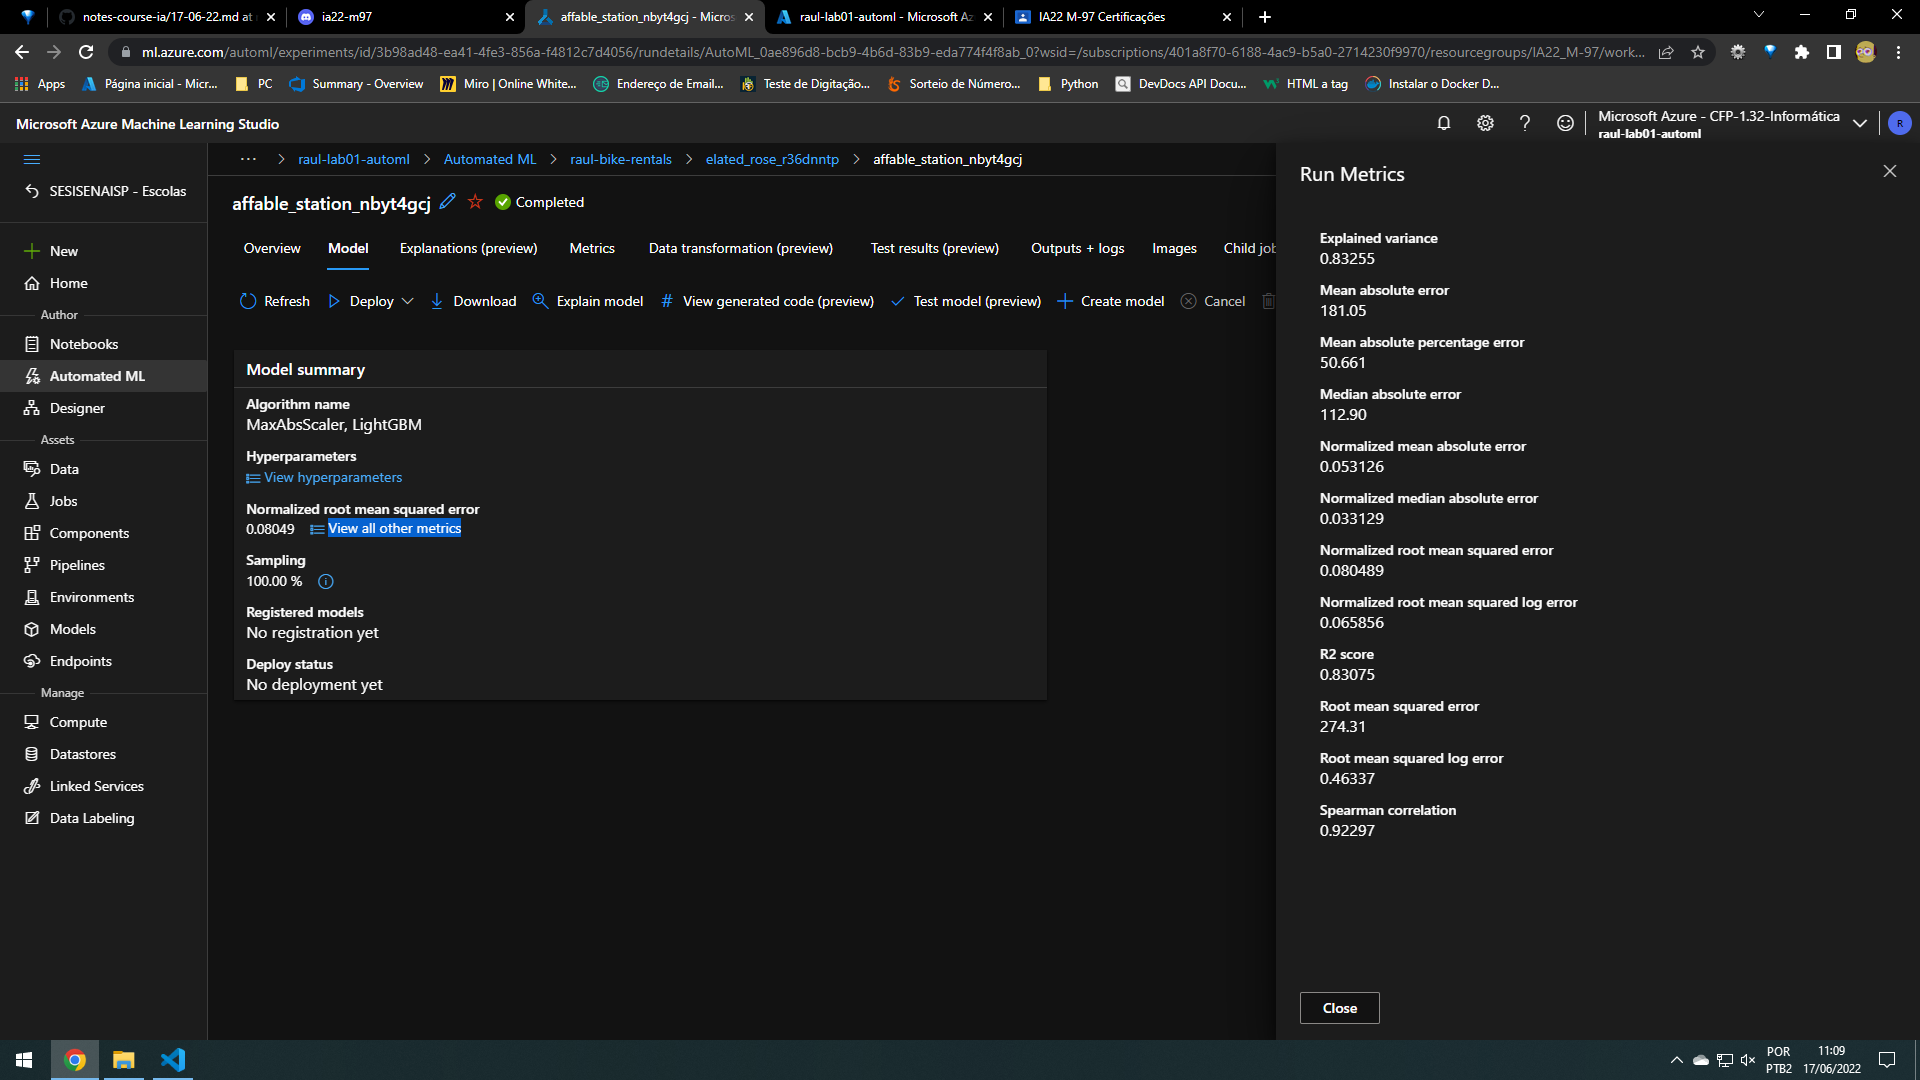 notes-course-ia/17-06-22.md at
ia22-m97
affable_station_nbyt4gcj - Micros
raul-lab01-automl - Microsoft Az
IA22 M-97 Certificações
ml.azure.com/automl/experiments/id/3b98ad48-ea41-4fe3-856a-f4812c7d4056/rundetails/AutoML_0ae896d8-bcb9-4b6d-83b9-eda774f4f8ab_0?wsid=/subscriptions/401a8f70-6188-4ac9-b5a0-2714230f9970/resourcegroups/IA22_M-97/work...
Apps
Página inicial - Micr...
PC
Summary - Overview
Miro | Online White...
Endereço de Email...
Teste de Digitação...
Sorteio de Número...
Python
DevDocs API Docu...
HTML a tag
Instalar o Docker D...
Microsoft Azure Machine Learning Studio
Microsoft Azure - CFP-1.32-Informática
raul-lab01-automl
R
SESISENAISP - Escolas
New
Home
Author
Notebooks
Automated ML
Designer
Assets
Data
Jobs
Components
Pipelines
Environments
Models
Endpoints
Manage
Compute
Datastores
Linked Services
Data Labeling
... > raul-lab01-automl > Automated ML > raul-bike-rentals > elated_rose_r36dnntp > affable_station_nbyt4gcj
affable_station_nbyt4gcj
Completed
Overview
Model
Explanations (preview)
Metrics
Data transformation (preview)
Test results (preview)
Outputs + logs
Images
Child job
Refresh
Deploy
Download
Explain model
View generated code (preview)
Test model (preview)
Create model
Cancel
Model summary
Algorithm name
MaxAbsScaler, LightGBM
Hyperparameters
View hyperparameters
Normalized root mean squared error
0.08049 View all other metrics
Sampling
100.00 %
Registered models
No registration yet
Deploy status
No deployment yet
Run Metrics
Explained variance
0.83255
Mean absolute error
181.05
Mean absolute percentage error
50.661
Median absolute error
112.90
Normalized mean absolute error
0.053126
Normalized median absolute error
0.033129
Normalized root mean squared error
0.080489
Normalized root mean squared log error
0.065856
R2 score
0.83075
Root mean squared error
274.31
Root mean squared log error
0.46337
Spearman correlation
0.92297
Close
POR
PTB2
11:09
17/06/2022